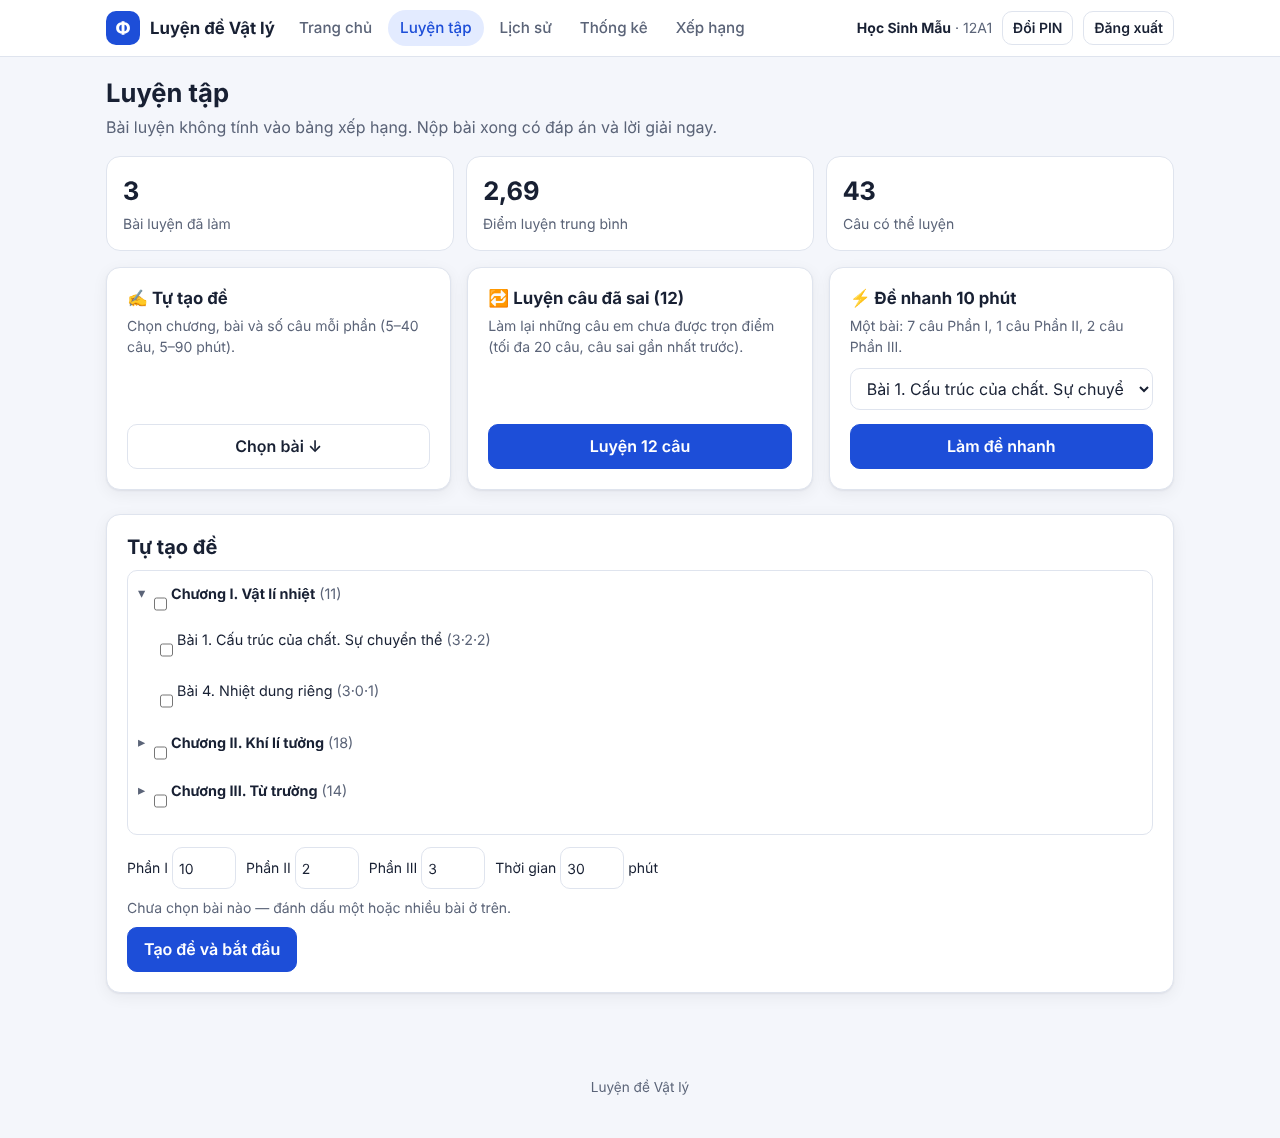 Φ Luyện đề Vật lý Trang chủ Luyện tập Lịch sử Thống kê Xếp hạng Học Sinh Mẫu · 12A1 Đổi PIN Đăng xuất
Luyện tập
Bài luyện không tính vào bảng xếp hạng. Nộp bài xong có đáp án và lời giải ngay.
3
Bài luyện đã làm
2,69
Điểm luyện trung bình
43
Câu có thể luyện
✍️ Tự tạo đề
Chọn chương, bài và số câu mỗi phần (5–40
câu, 5–90 phút).
Chọn bài ↓
🔁 Luyện câu đã sai (12)
Làm lại những câu em chưa được trọn điểm
(tối đa 20 câu, câu sai gần nhất trước).
Luyện 12 câu
⚡ Đề nhanh 10 phút
Một bài: 7 câu Phần I, 1 câu Phần II, 2 câu
Phần III.
Bài 1. Cấu trúc của chất. Sự chuyể
Làm đề nhanh
Tự tạo đề
▾ Chương I. Vật lí nhiệt (11)
Bài 1. Cấu trúc của chất. Sự chuyển thể (3·2·2)
Bài 4. Nhiệt dung riêng (3·0·1)
▸ Chương II. Khí lí tưởng (18)
▸ Chương III. Từ trường (14)
Phần I 10 Phần II 2 Phần III 3 Thời gian 30 phút
Chưa chọn bài nào — đánh dấu một hoặc nhiều bài ở trên.
Tạo đề và bắt đầu
Luyện đề Vật lý